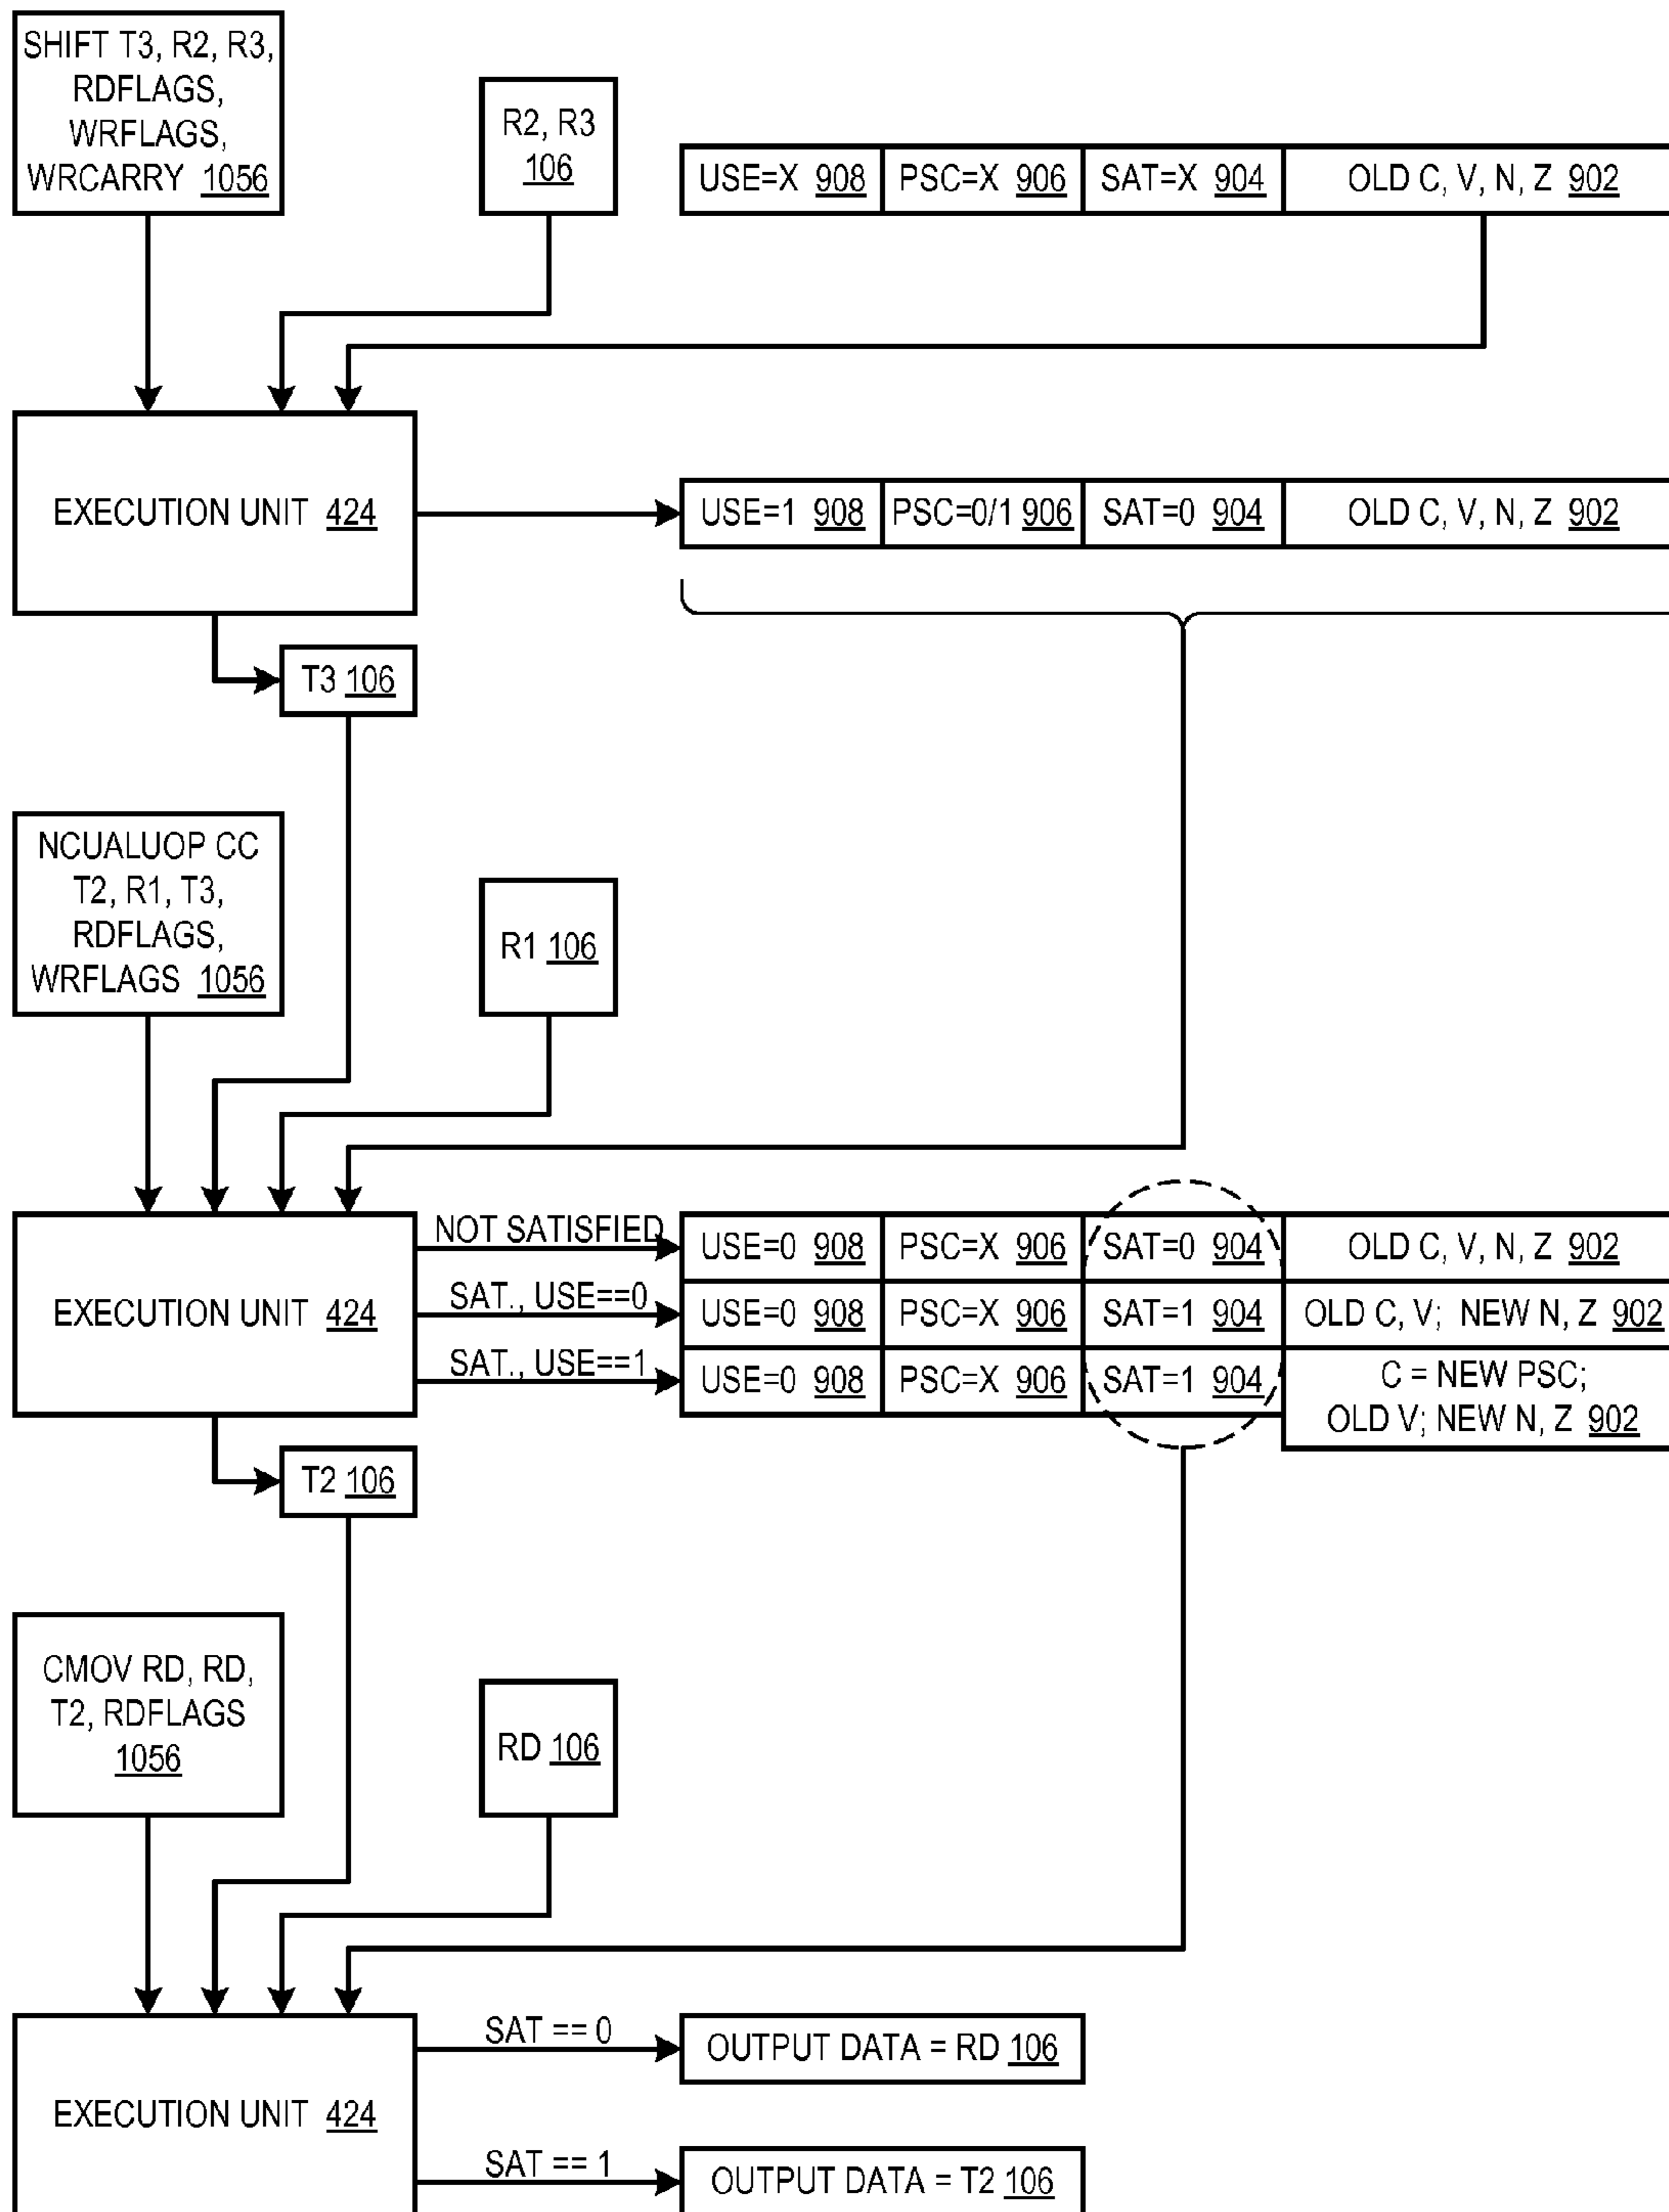 SHIFT T3, R2, R3,
RDFLAGS,
WRFLAGS,
WRCARRY 1056
R2, R3
106
USE=X 908
PSC=X 906
SAT=X 904
OLD C, V, N, Z 902
EXECUTION UNIT 424
USE=1 908
PSC=0/1 906
SAT=0 904
OLD C, V, N, Z 902
T3 106
NCUALUOP CC
T2, R1, T3,
RDFLAGS,
WRFLAGS 1056
R1 106
EXECUTION UNIT 424
NOT SATISFIED
USE=0 908
PSC=X 906
SAT=0 904
OLD C, V, N, Z 902
SAT., USE==0
USE=0 908
PSC=X 906
SAT=1 904
OLD C, V; NEW N, Z 902
SAT., USE==1
USE=0 908
PSC=X 906
SAT=1 904
C = NEW PSC;
OLD V; NEW N, Z 902
T2 106
CMOV RD, RD,
T2, RDFLAGS
1056
RD 106
EXECUTION UNIT 424
SAT == 0
OUTPUT DATA = RD 106
SAT == 1
OUTPUT DATA = T2 106